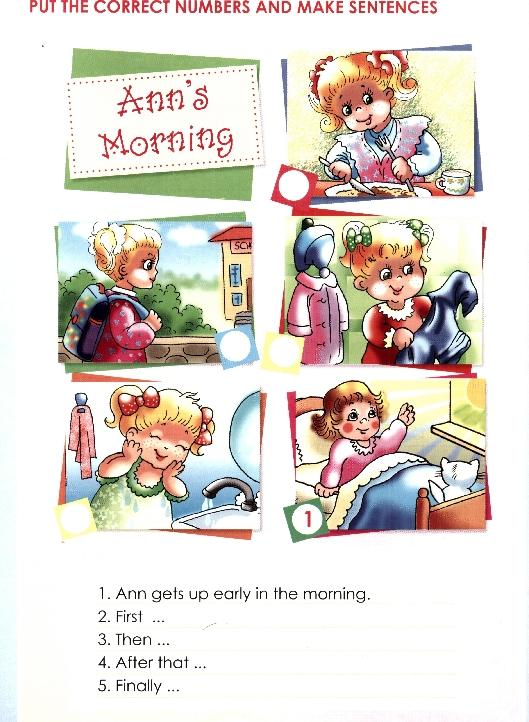 PUT THE CORRECT NUMBERS AND MAKE SENTENCES
Ann's
Morning
SCH
1
1. Ann gets up early in the morning.
2. First ...
3. Then ...
4. After that ...
5. Finally ...